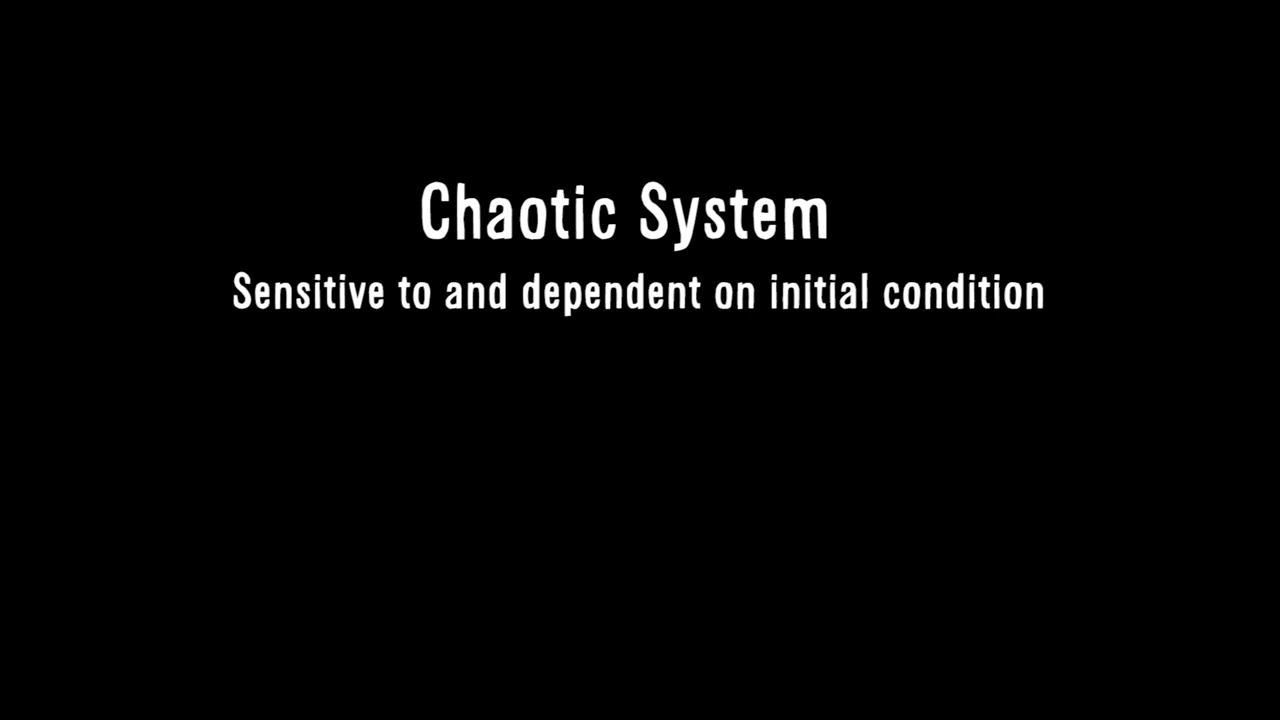 Chaotic System
Sensitive to and dependent on initial condition